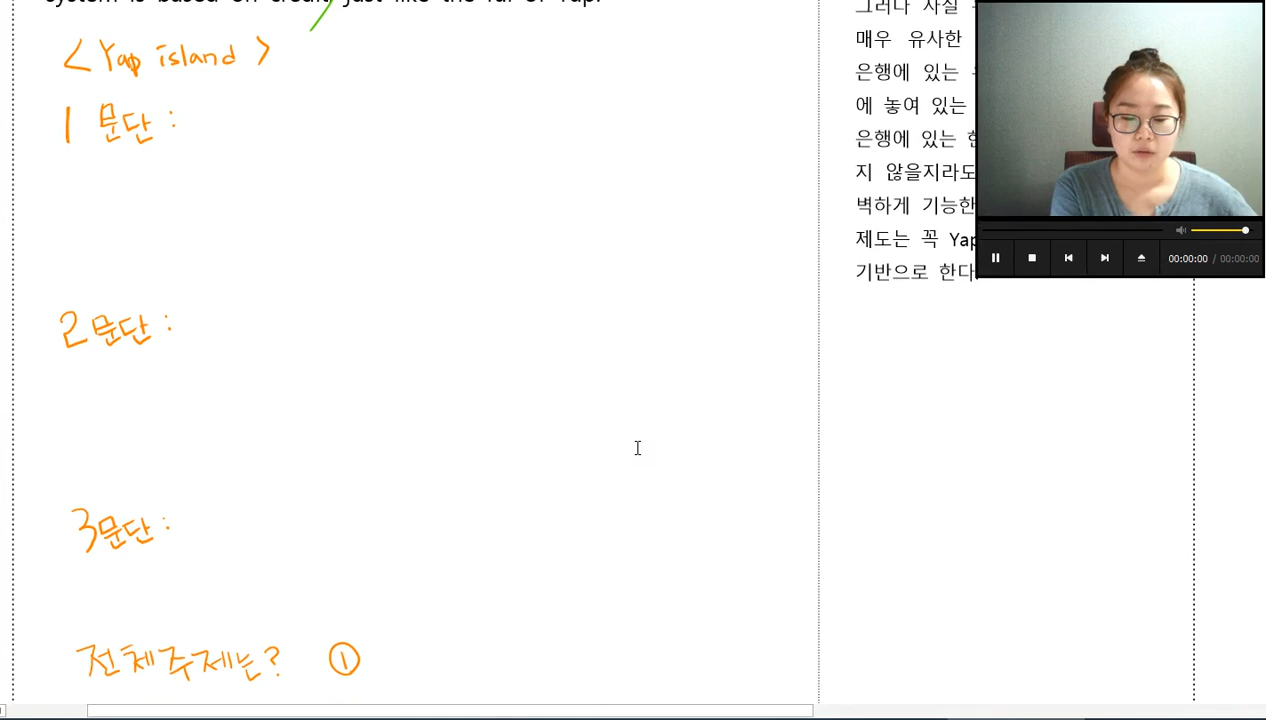 system is based on credit just like the fai of Yap.
< Yap island >
1 문단 :
2 문단 :
3문단 :
전체주제는? ①
그러나 사실
매우 유사한
은행에 있는
에 놓여 있는
은행에 있는
지 않을지라도
벽하게 기능한
제도는 꼭 Yap
기반으로 한다.
00:00:00 / 00:00:00